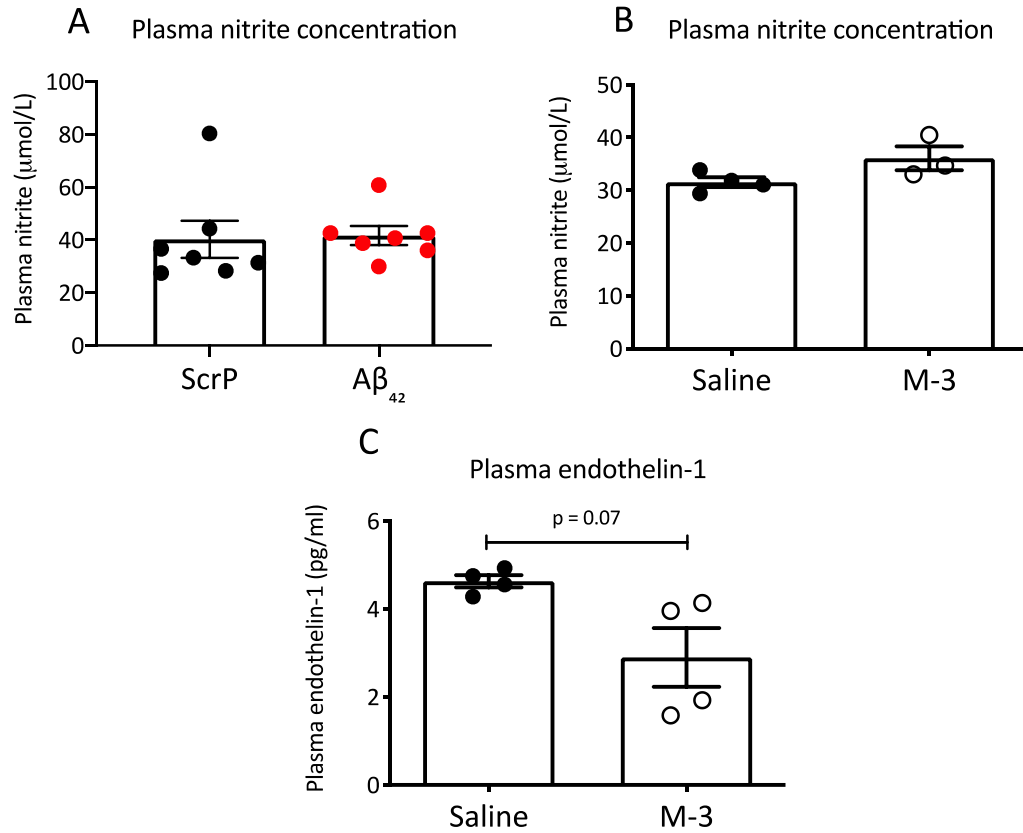 A
Plasma nitrite concentration
Plasma nitrite (μmol/L)
100
80
60
40
20
0
ScrP
Aβ₄₂
B
Plasma nitrite concentration
Plasma nitrite (μmol/L)
50
40
30
20
10
0
Saline
M-3
C
Plasma endothelin-1
Plasma endothelin-1 (pg/ml)
6
4
2
0
p = 0.07
Saline
M-3